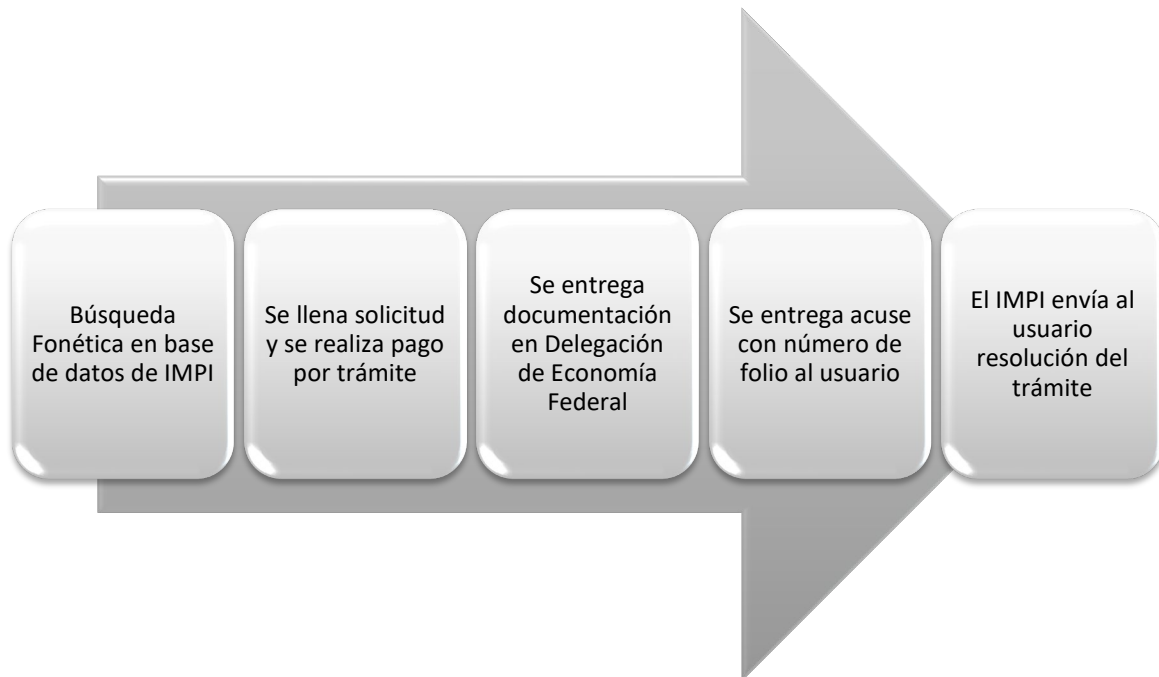 Búsqueda
Fonética en base
de datos de IMPI
Se llena solicitud
y se realiza pago
por trámite
Se entrega
documentación
en Delegación
de Economía
Federal
Se entrega acuse
con número de
folio al usuario
El IMPI envía al
usuario
resolución del
trámite